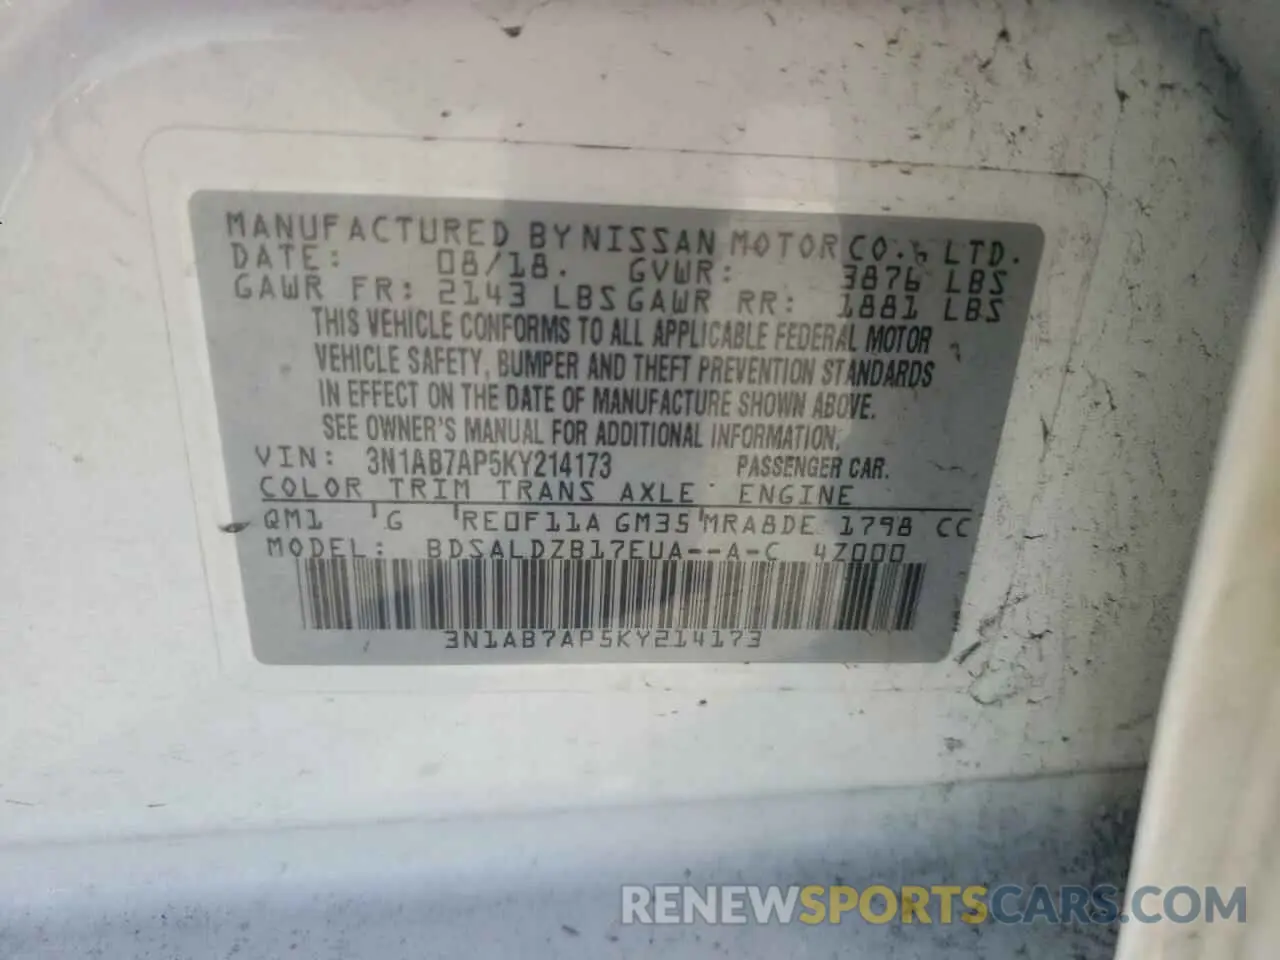 MANUFACTURED BY NISSAN MOTOR CO., LTD.
DATE: 08/18. GVWR: 3876 LBS
GAWR FR: 2143 LBS GAWR RR: 1881 LBS
THIS VEHICLE CONFORMS TO ALL APPLICABLE FEDERAL MOTOR
VEHICLE SAFETY, BUMPER AND THEFT PREVENTION STANDARDS
IN EFFECT ON THE DATE OF MANUFACTURE SHOWN ABOVE.
SEE OWNER'S MANUAL FOR ADDITIONAL INFORMATION.
VIN: 3N1AB7AP5KY214173 PASSENGER CAR.
COLOR TRIM TRANS AXLE ENGINE
QM1 G RE0F11A GM35 MRA8DE 1798 CC
MODEL: BDSALDZB17EUA--A-C 4Z000
3N1AB7AP5KY214173
RENEWSPORTSCARS.COM